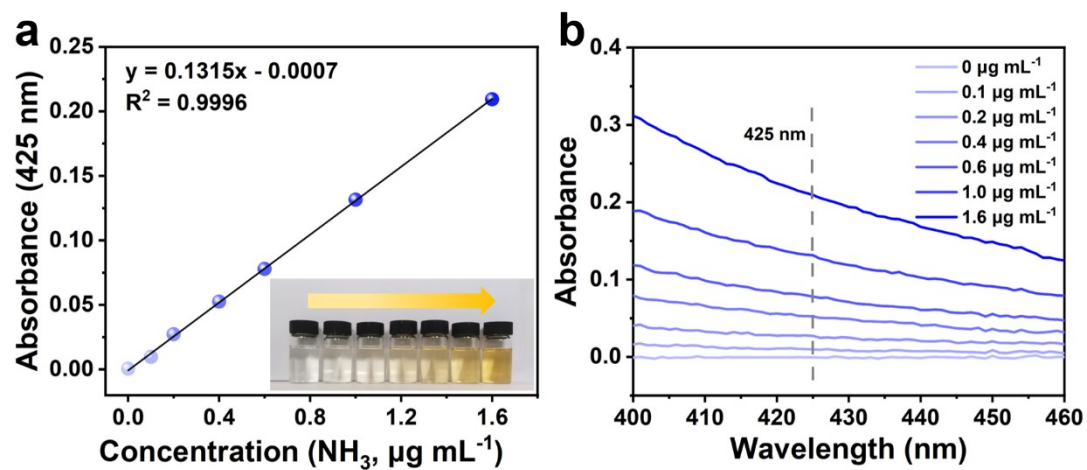 a
y = 0.1315x - 0.0007
R² = 0.9996
Absorbance (425 nm)
0.25
0.20
0.15
0.10
0.05
0.00
0.0 0.4 0.8 1.2 1.6
Concentration (NH₃, µg mL⁻¹)
b
Absorbance
0.4
0.3
0.2
0.1
0.0
425 nm
0 µg mL⁻¹
0.1 µg mL⁻¹
0.2 µg mL⁻¹
0.4 µg mL⁻¹
0.6 µg mL⁻¹
1.0 µg mL⁻¹
1.6 µg mL⁻¹
400 410 420 430 440 450 460
Wavelength (nm)